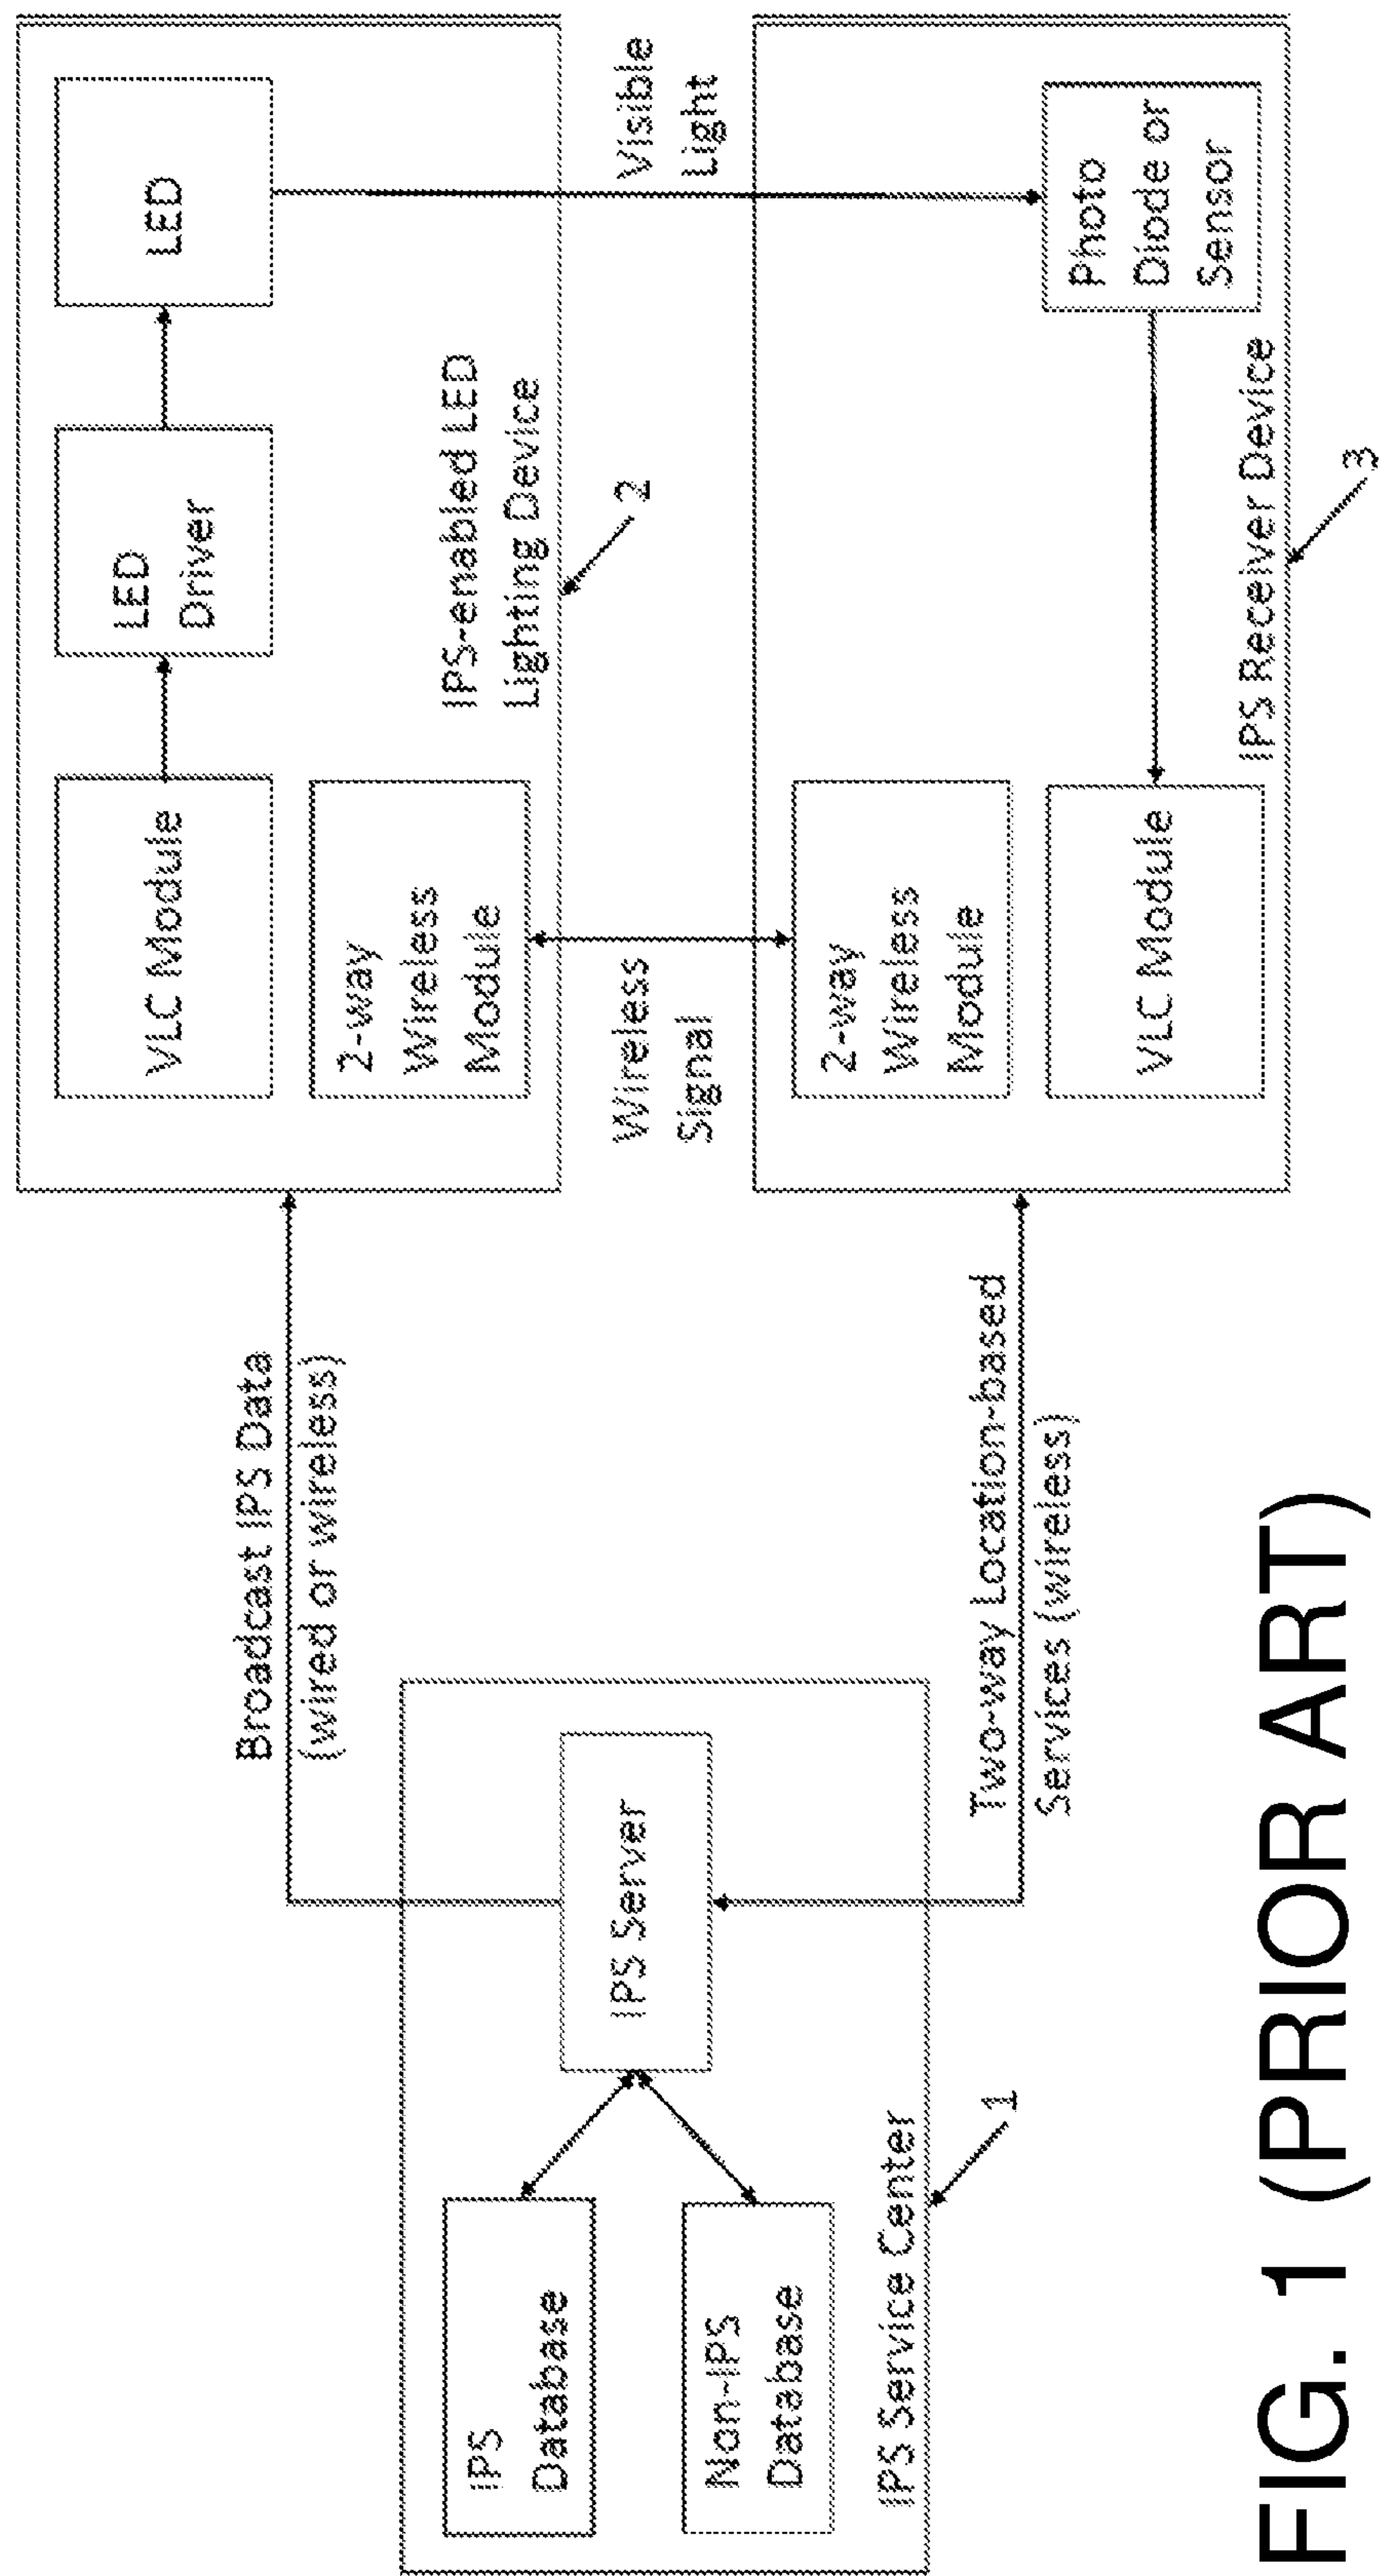 IPS
Database
Non-IPS
Database
IPS Server
IPS Service Center
1
Broadcast IPS Data
(wired or wireless)
Two-way Location-based
Services (wireless)
VLC Module
LED
Driver
LED
2-way
Wireless
Module
IPS-enabled LED
Lighting Device
2
Wireless
Signal
Visible
Light
2-way
Wireless
Module
VLC Module
Photo
Diode or
Sensor
IPS Receiver Device
3
FIG. 1 (PRIOR ART)